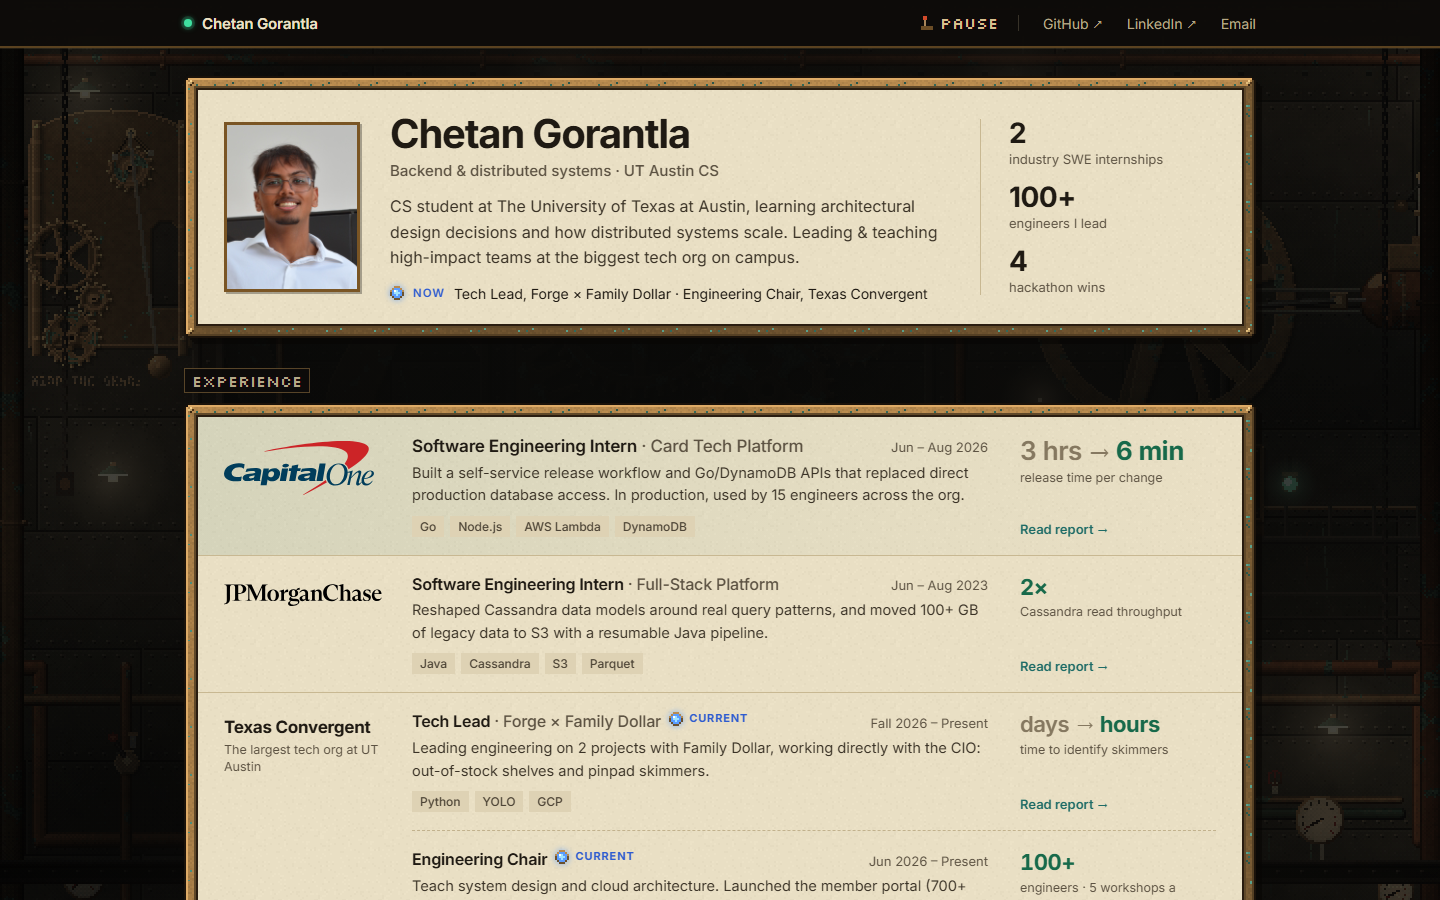 Chetan Gorantla
PAUSE
GitHub ↗
LinkedIn ↗
Email
Chetan Gorantla
Backend & distributed systems · UT Austin CS
CS student at The University of Texas at Austin, learning architectural
design decisions and how distributed systems scale. Leading & teaching
high-impact teams at the biggest tech org on campus.
NOW Tech Lead, Forge × Family Dollar · Engineering Chair, Texas Convergent
2
industry SWE internships
100+
engineers I lead
4
hackathon wins
EXPERIENCE
CapitalOne
Software Engineering Intern · Card Tech Platform
Jun – Aug 2026
Built a self-service release workflow and Go/DynamoDB APIs that replaced direct
production database access. In production, used by 15 engineers across the org.
Go Node.js AWS Lambda DynamoDB
3 hrs → 6 min
release time per change
Read report →
JPMorganChase
Software Engineering Intern · Full-Stack Platform
Jun – Aug 2023
Reshaped Cassandra data models around real query patterns, and moved 100+ GB
of legacy data to S3 with a resumable Java pipeline.
Java Cassandra S3 Parquet
2×
Cassandra read throughput
Read report →
Texas Convergent
The largest tech org at UT
Austin
Tech Lead · Forge × Family Dollar CURRENT
Fall 2026 – Present
Leading engineering on 2 projects with Family Dollar, working directly with the CIO:
out-of-stock shelves and pinpad skimmers.
Python YOLO GCP
days → hours
time to identify skimmers
Read report →
Engineering Chair CURRENT
Jun 2026 – Present
Teach system design and cloud architecture. Launched the member portal (700+
100+
engineers · 5 workshops a